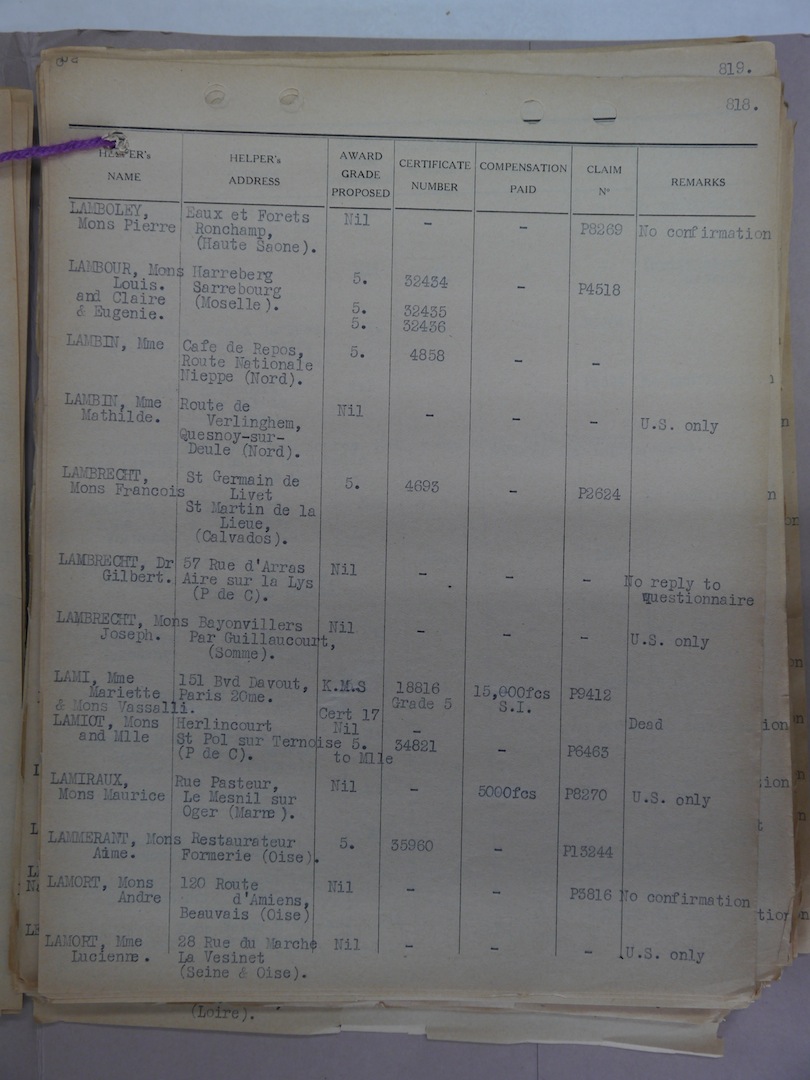 819.
818.
HELPER's NAME HELPER's ADDRESS AWARD GRADE PROPOSED CERTIFICATE NUMBER COMPENSATION PAID CLAIM N° REMARKS
LAMBOLEY, Eaux et Forets Nil - - P8269 No confirmation
Mons Pierre Ronchamp,
(Haute Saone).
LAMBOUR, Mons Harreberg 5. 32434 - P4518
Louis. Sarrebourg
and Claire (Moselle). 5. 32435
& Eugenie. 5. 32436
LAMBIN, Mme Cafe de Repos, 5. 4858 - -
Route Nationale
Nieppe (Nord).
LAMBIN, Mme Route de Nil - - - U.S. only
Mathilde. Verlinghem,
Quesnoy-sur-
Deule (Nord).
LAMBRECHT, St Germain de 5. 4693 - P2624
Mons Francois Livet
St Martin de la
Lieue,
(Calvados).
LAMBRECHT, Dr 57 Rue d'Arras Nil - - - No reply to
Gilbert. Aire sur la Lys questionnaire
(P de C).
LAMBRECHT, Mons Bayonvillers Nil - - - U.S. only
Joseph. Par Guillaucourt,
(Somme).
LAMI, Mme 151 Bvd Davout, K.M.S 18816 15,000fcs P9412
Mariette Paris 20me. Grade 5 S.I.
& Mons Vassalli. Cert 17
LAMIOT, Mons Herlincourt Nil - Dead
and Mlle St Pol sur Ternoise 5. 34821 - P6463
(P de C). to Mlle
LAMIRAUX, Rue Pasteur, Nil - 5000fcs P8270 U.S. only
Mons Maurice Le Mesnil sur
Oger (Marne).
LAMMERANT, Mons Restaurateur 5. 35960 - P13244
Aime. Formerie (Oise).
LAMORT, Mons 120 Route Nil - - P3816 No confirmation
Andre d'Amiens,
Beauvais (Oise)
LAMORT, Mme 28 Rue du Marche Nil - - - U.S. only
Lucienne. La Vesinet
(Seine & Oise).
(Loire).